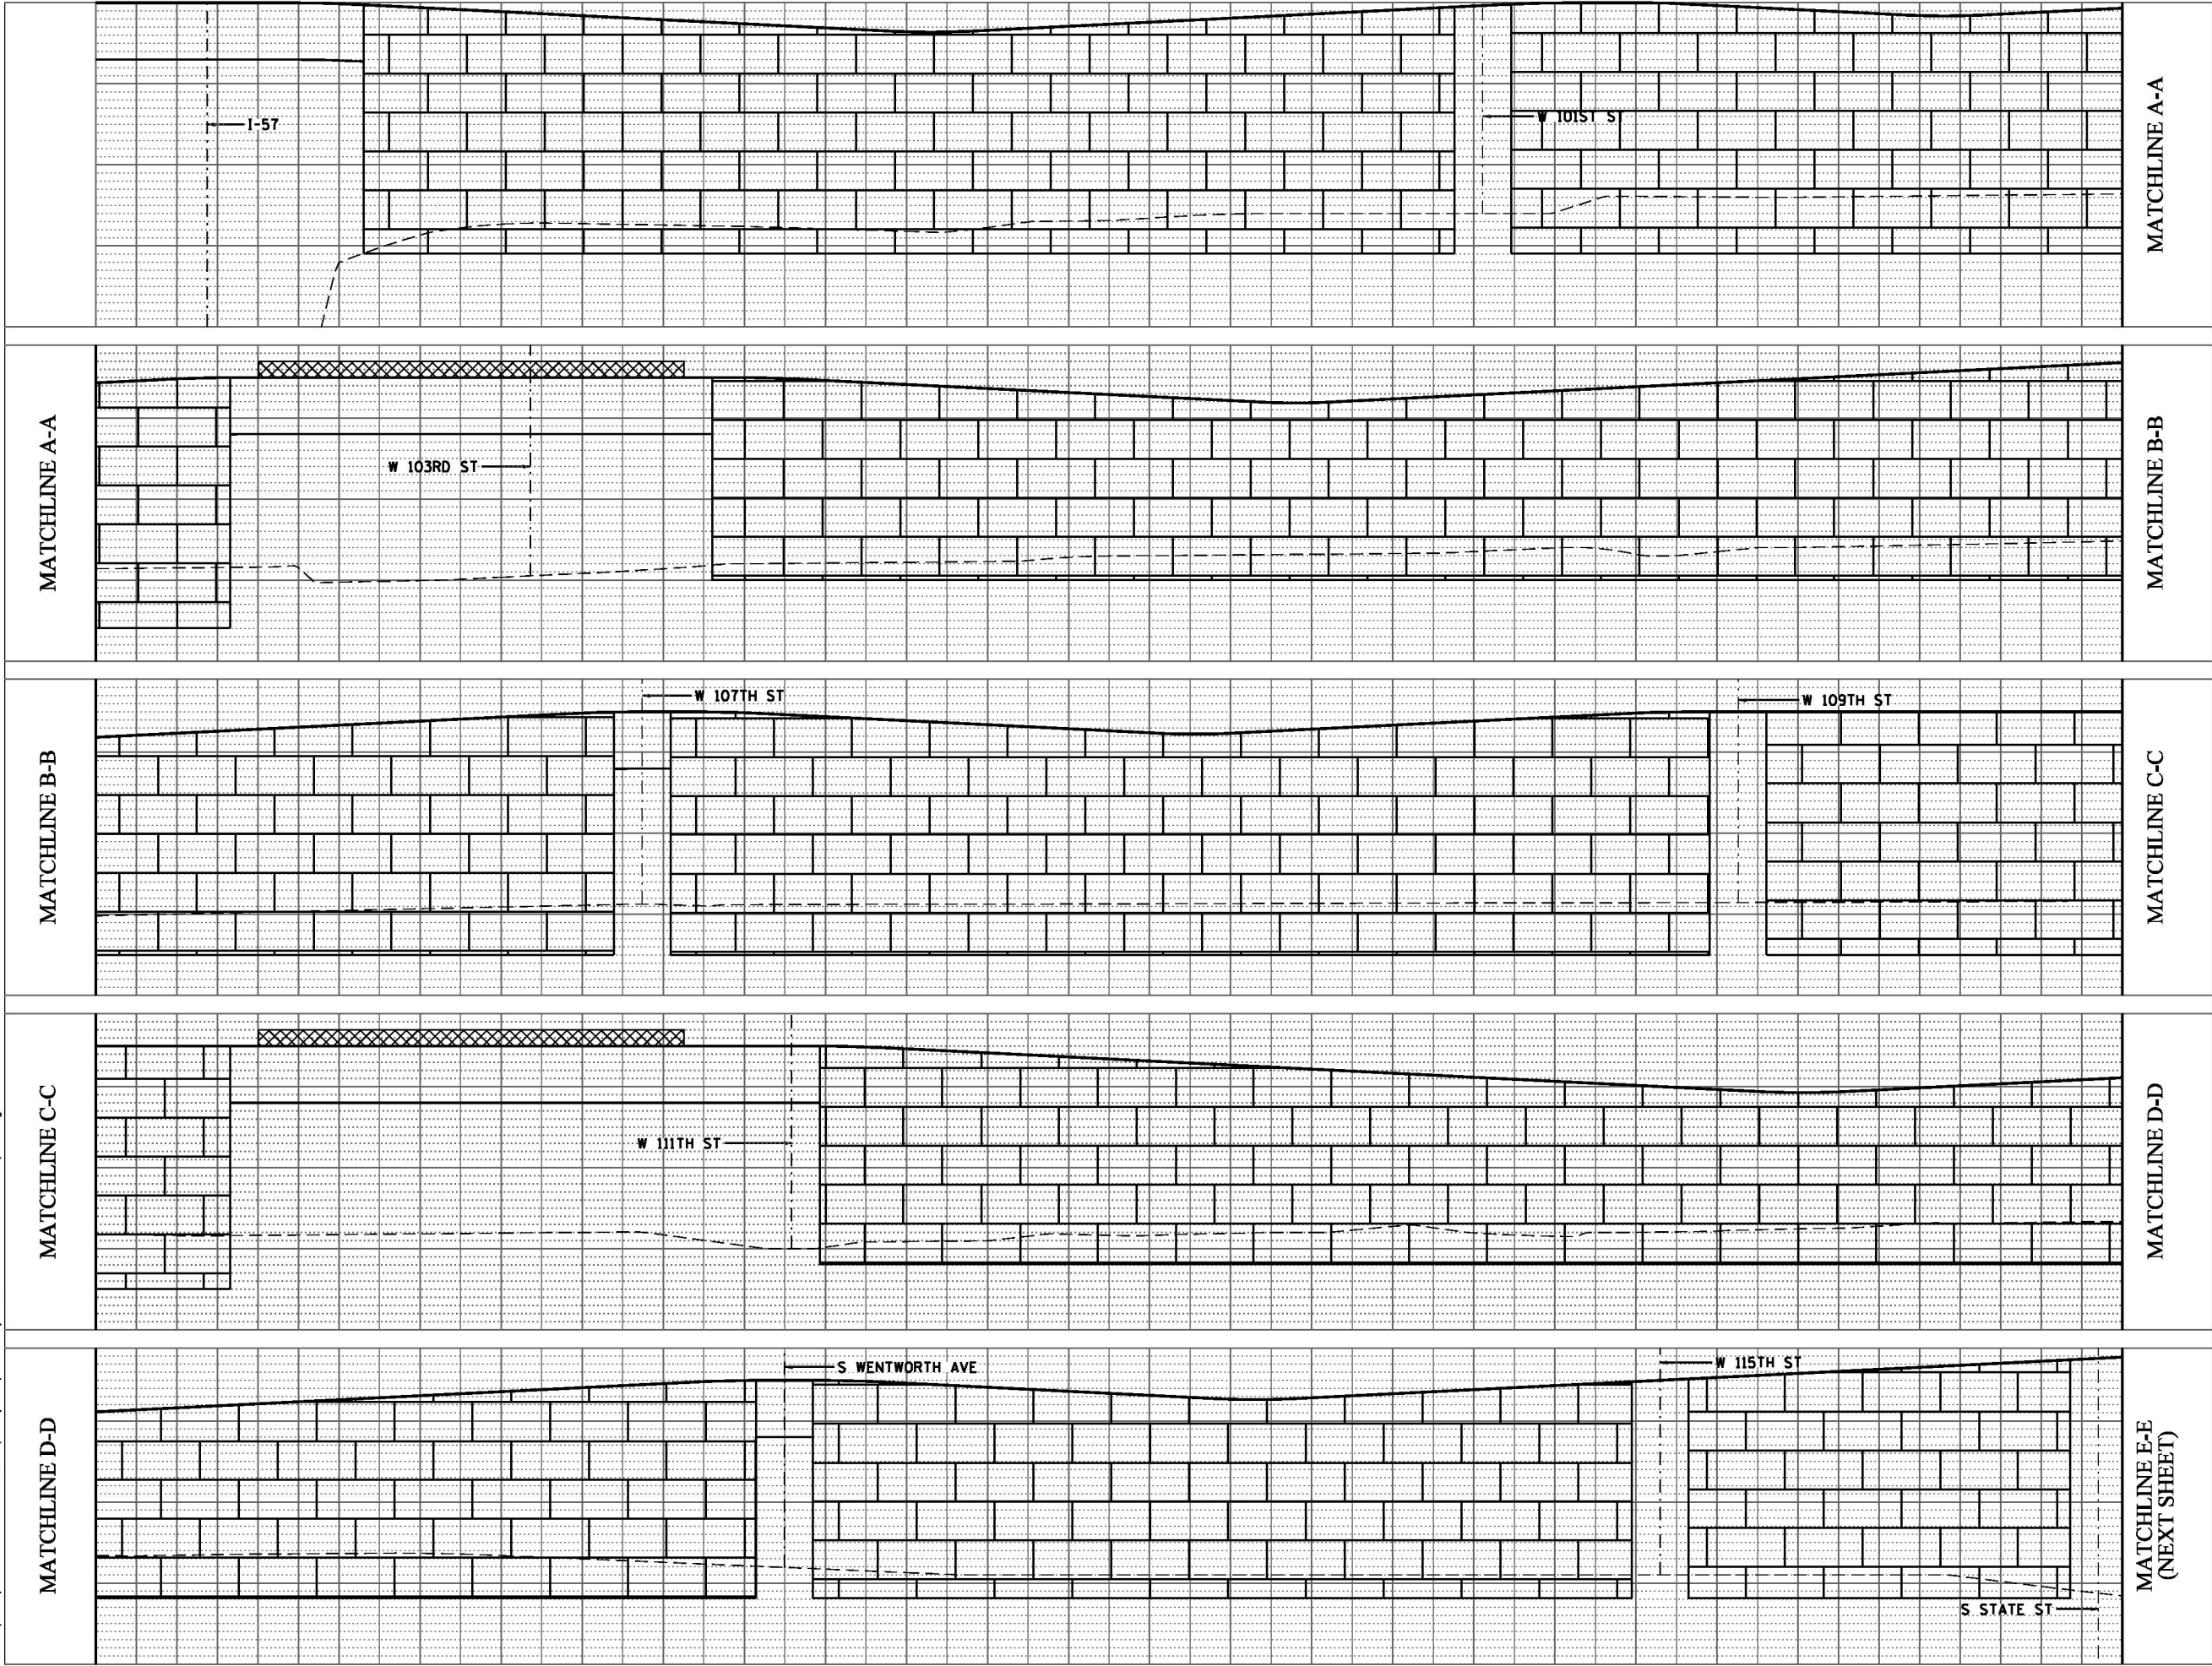 I-57
W 101ST ST
MATCHLINE A-A
MATCHLINE A-A
W 103RD ST
MATCHLINE B-B
MATCHLINE B-B
W 107TH ST
W 109TH ST
MATCHLINE C-C
MATCHLINE C-C
W 111TH ST
MATCHLINE D-D
MATCHLINE D-D
S WENTWORTH AVE
W 115TH ST
S STATE ST
MATCHLINE E-E
(NEXT SHEET)